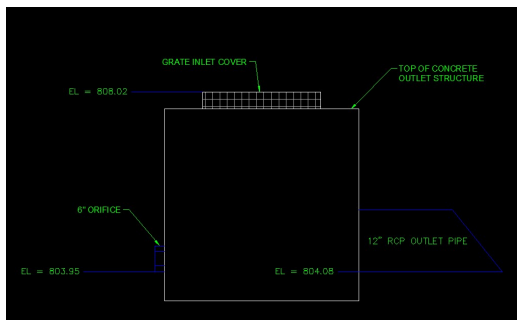 GRATE INLET COVER
TOP OF CONCRETE
OUTLET STRUCTURE
EL = 808.02
6" ORIFICE
12" RCP OUTLET PIPE
EL = 803.95
EL = 804.08